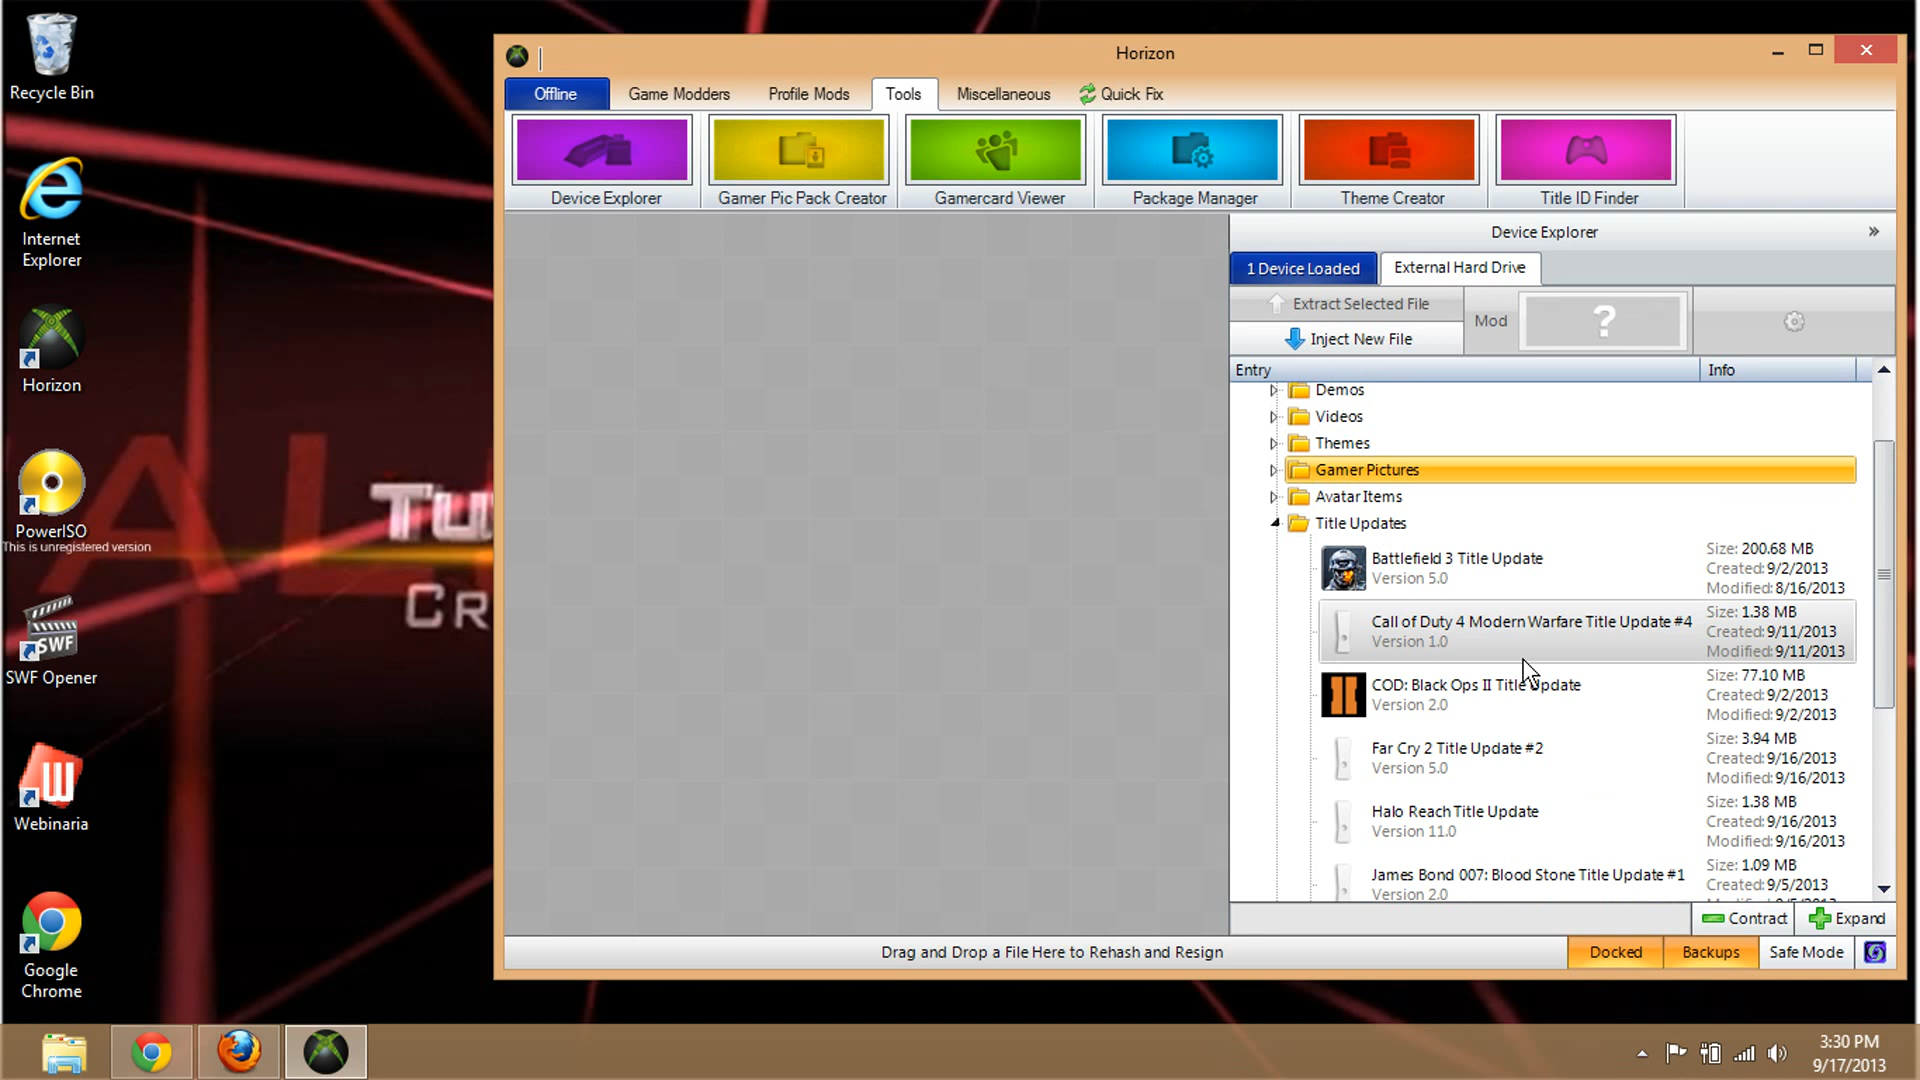 Recycle Bin
Internet
Explorer
Horizon
PowerISO
This is unregistered version
SWF
SWF Opener
Webinaria
Google
Chrome
Tu
CR
Horizon
Offline
Game Modders
Profile Mods
Tools
Miscellaneous
Quick Fix
Device Explorer
Gamer Pic Pack Creator
Gamercard Viewer
Package Manager
Theme Creator
Title ID Finder
Device Explorer
1 Device Loaded
External Hard Drive
Extract Selected File
Inject New File
Mod
?
Entry
Info
Demos
Videos
Themes
Gamer Pictures
Avatar Items
Title Updates
Battlefield 3 Title Update
Version 5.0
Size: 200.68 MB
Created: 9/2/2013
Modified: 8/16/2013
Call of Duty 4 Modern Warfare Title Update #4
Version 1.0
Size: 1.38 MB
Created: 9/11/2013
Modified: 9/11/2013
COD: Black Ops II Title Update
Version 2.0
Size: 77.10 MB
Created: 9/2/2013
Modified: 9/2/2013
Far Cry 2 Title Update #2
Version 5.0
Size: 3.94 MB
Created: 9/16/2013
Modified: 9/16/2013
Halo Reach Title Update
Version 11.0
Size: 1.38 MB
Created: 9/16/2013
Modified: 9/16/2013
James Bond 007: Blood Stone Title Update #1
Version 2.0
Size: 1.09 MB
Created: 9/5/2013
Contract
Expand
Drag and Drop a File Here to Rehash and Resign
Docked
Backups
Safe Mode
3:30 PM
9/17/2013